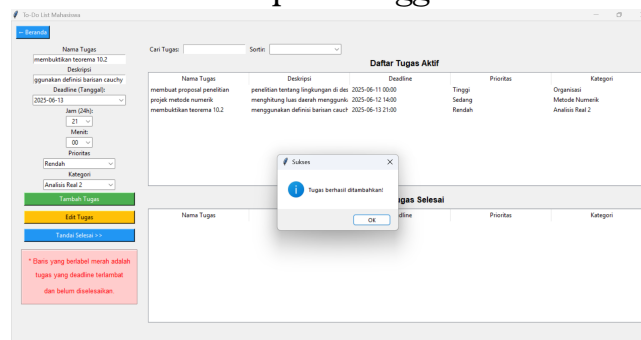 To-Do List Mahasiswa
← Beranda
Nama Tugas
membuktikan teorema 10.2
Deskripsi
ggunakan definisi barisan cauchy
Deadline (Tanggal):
2025-06-13
Jam (24h):
21
Menit:
00
Prioritas
Rendah
Kategori
Analisis Real 2
Tambah Tugas
Edit Tugas
Tandai Selesai >>
* Baris yang berlabel merah adalah
tugas yang deadline terlambat
dan belum diselesaikan
Cari Tugas:
Sortir:
Daftar Tugas Aktif
Nama Tugas Deskripsi Deadline Prioritas Kategori
membuat proposal penelitian penelitian tentang lingkungan di des 2025-06-11 00:00 Tinggi Organisasi
projek metode numerik menghitung luas daerah mengguna 2025-06-12 14:00 Sedang Metode Numerik
membuktikan teorema 10.2 menggunakan definisi barisan cauch 2025-06-13 21:00 Rendah Analisis Real 2
Sukses
Tugas berhasil ditambahkan!
OK
ugas Selesai
Nama Tugas dline Prioritas Kategori